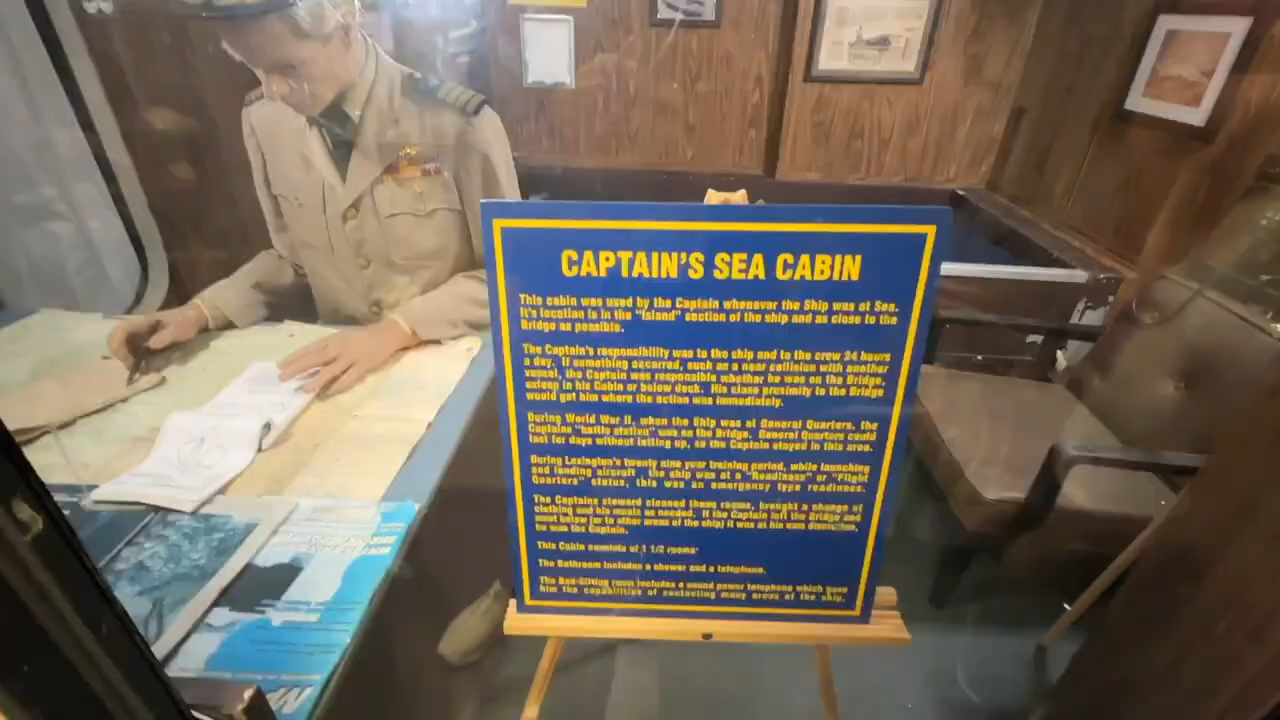 CAPTAIN'S SEA CABIN
This cabin was used by the Captain whenever the Ship was at Sea.
It's location is in the "Island" section of the ship and as close to the
Bridge as possible.
The Captain's responsibility was to the ship and to the crew 24 hours
a day. If something occurred, such as a near collision with another
vessel, the Captain was responsible whether he was on the Bridge,
asleep in his Cabin or below deck. His close proximity to the Bridge
would get him where the action was immediately.
During World War II, when the Ship was at General Quarters, the
Captains "battle station" was on the Bridge. General Quarters could
last for days without letting up, so the Captain stayed in this area.
During Lexington's twenty nine year training period, while launching
and landing aircraft, the ship was at a "Readiness" or "Flight
Quarters" status, this was an emergency type readiness.
The Captains steward cleaned these rooms, brought a change of
clothing and his meals as needed. If the Captain left the Bridge and
went below (or to other areas of the ship) it was at his own discretion,
he was the Captain.
This Cabin consists of 1 1/2 rooms:
The Bathroom includes a shower and a telephone.
The Bed-Sitting room includes a sound power telephone which gave
him the capabilities of contacting many areas of the ship.